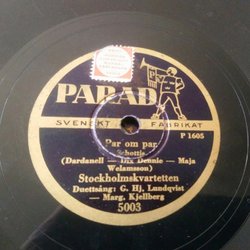 PARAD
SVENSKT FABRIKAT
P 1605
Par om par
Schottis
(Dardanell — Dix Dennie — Maja
Welamsson)
Stockholmskvartetten
Duettsång: G. Hj. Lundqvist
— Marg. Kjellberg
5003